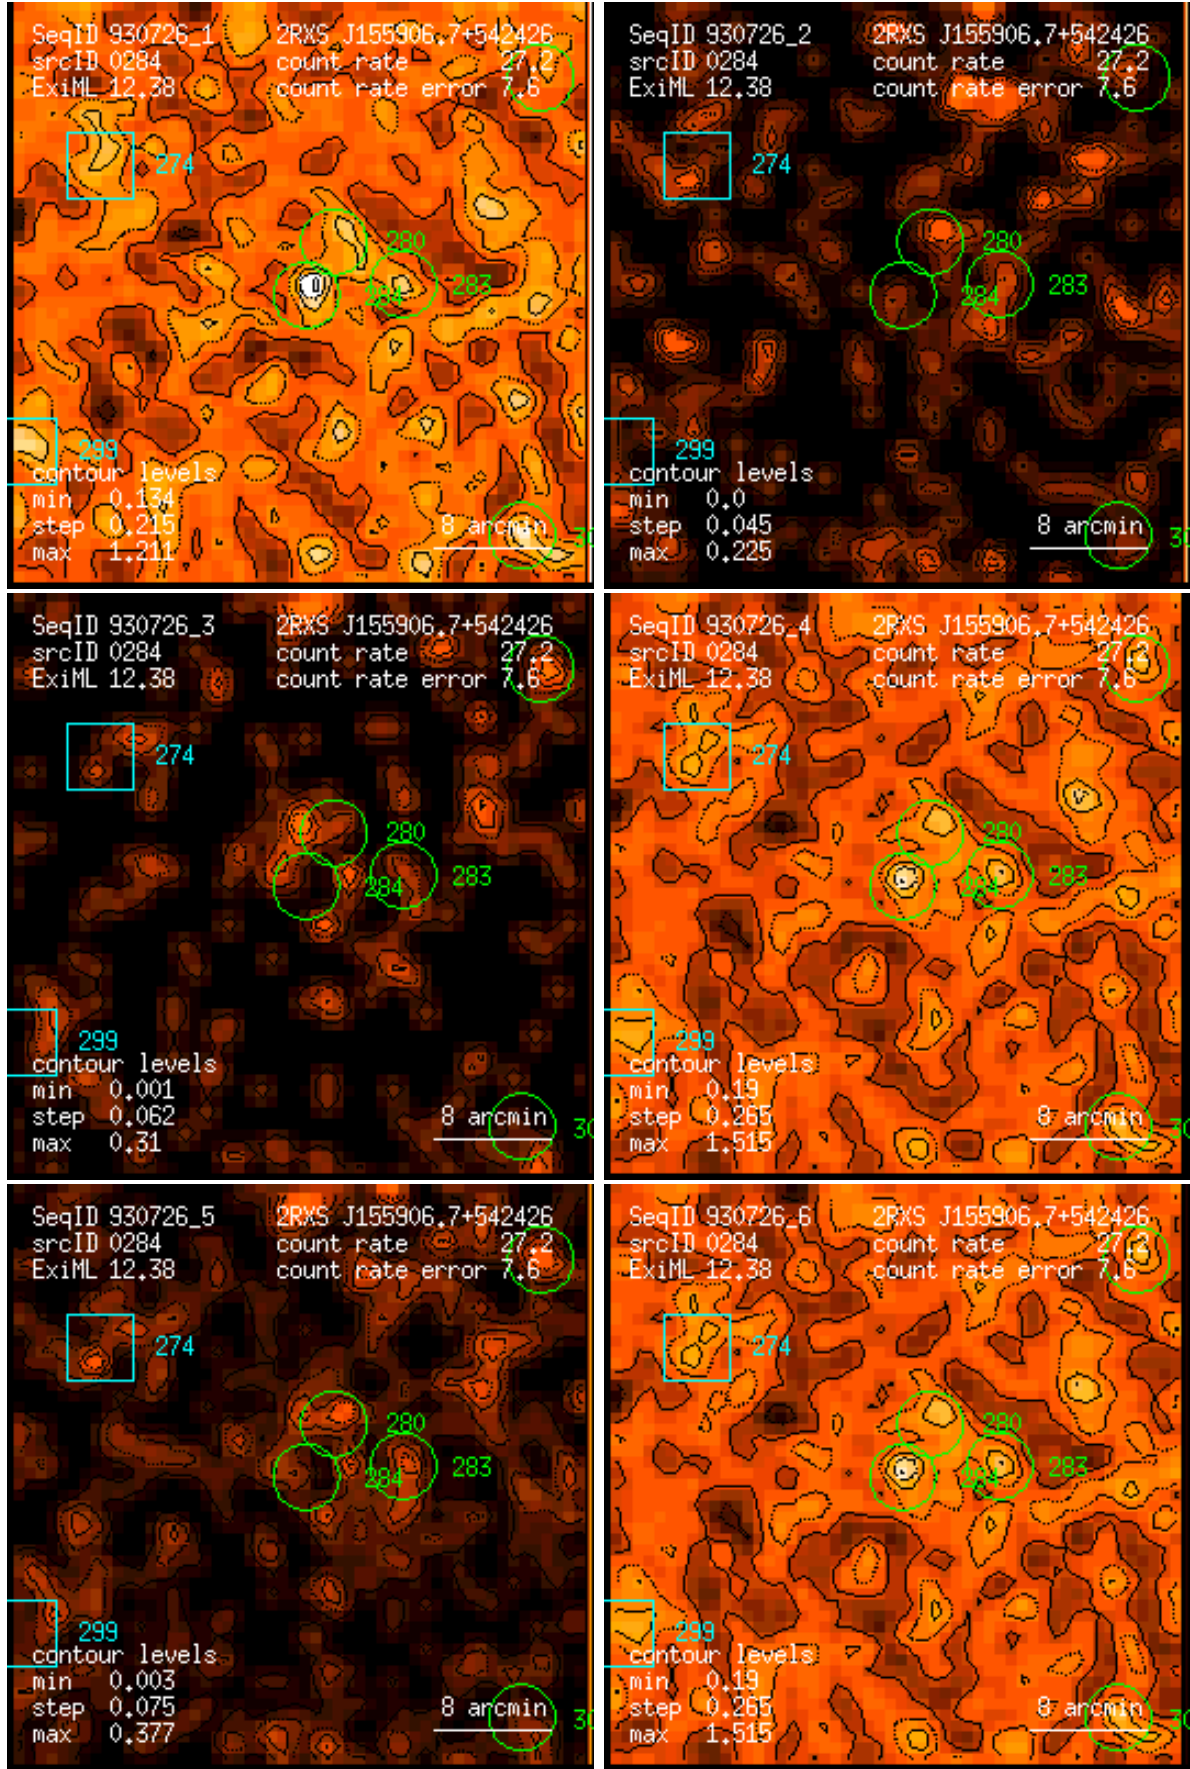 SeqID 930726_1 2RXS J155906.7+542426
srcID 0284 count rate 27.2
ExiML 12.38 count rate error 7.6
274
280
284 283
299
contour levels
min 0.134
step 0.215 8 arcmin
max 1.211
SeqID 930726_2 2RXS J155906.7+542426
srcID 0284 count rate 27.2
ExiML 12.38 count rate error 7.6
274
280
284 283
299
contour levels
min 0.0
step 0.045 8 arcmin
max 0.225
SeqID 930726_3 2RXS J155906.7+542426
srcID 0284 count rate 27.2
ExiML 12.38 count rate error 7.6
274
280
284 283
299
contour levels
min 0.001
step 0.062 8 arcmin
max 0.31
SeqID 930726_4 2RXS J155906.7+542426
srcID 0284 count rate 27.2
ExiML 12.38 count rate error 7.6
274
280
284 283
299
contour levels
min 0.19
step 0.265 8 arcmin
max 1.515
SeqID 930726_5 2RXS J155906.7+542426
srcID 0284 count rate 27.2
ExiML 12.38 count rate error 7.6
274
280
284 283
299
contour levels
min 0.003
step 0.075 8 arcmin
max 0.377
SeqID 930726_6 2RXS J155906.7+542426
srcID 0284 count rate 27.2
ExiML 12.38 count rate error 7.6
274
280
284 283
299
contour levels
min 0.19
step 0.265 8 arcmin
max 1.515